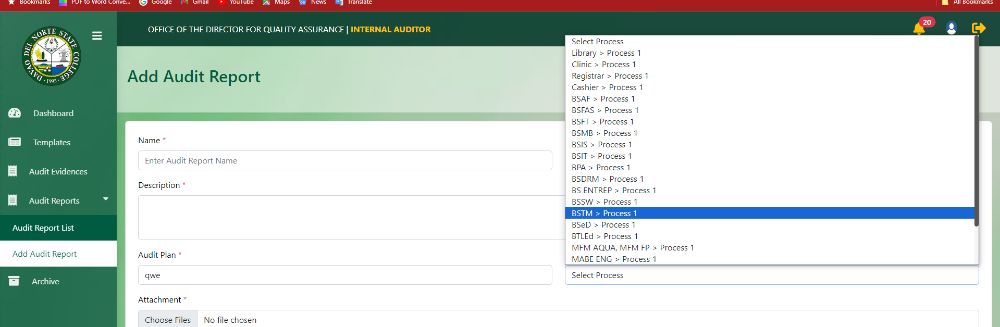 Bookmarks PDF to Word Conve... Google Gmail YouTube Maps News Translate All Bookmarks
DAVAO DEL NORTE STATE COLLEGE
1995
OFFICE OF THE DIRECTOR FOR QUALITY ASSURANCE | INTERNAL AUDITOR
20
Dashboard
Templates
Audit Evidences
Audit Reports
Audit Report List
Add Audit Report
Archive
Add Audit Report
Name *
Enter Audit Report Name
Description *
Audit Plan *
qwe
Select Process
Library > Process 1
Clinic > Process 1
Registrar > Process 1
Cashier > Process 1
BSAF > Process 1
BSFAS > Process 1
BSFT > Process 1
BSMB > Process 1
BSIS > Process 1
BSIT > Process 1
BPA > Process 1
BSDRM > Process 1
BS ENTREP > Process 1
BSSW > Process 1
BSTM > Process 1
BSeD > Process 1
BTLEd > Process 1
MFM AQUA, MFM FP > Process 1
MABE ENG > Process 1
Select Process
Attachment *
Choose Files No file chosen